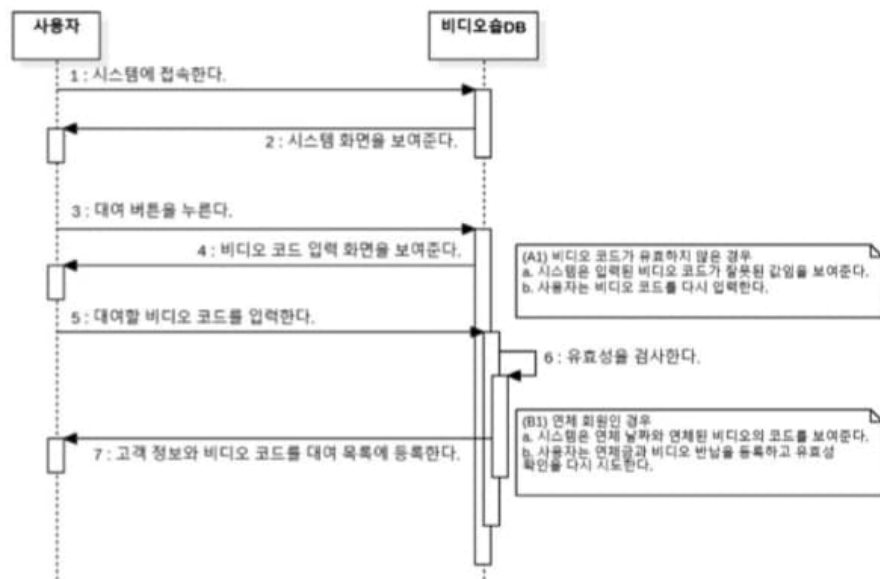 사용자
비디오숍DB
1 : 시스템에 접속한다.
2 : 시스템 화면을 보여준다.
3 : 대여 버튼을 누른다.
4 : 비디오 코드 입력 화면을 보여준다.
(A1) 비디오 코드가 유효하지 않은 경우
a. 시스템은 입력된 비디오 코드가 잘못된 값임을 보여준다.
b. 사용자는 비디오 코드를 다시 입력한다.
5 : 대여할 비디오 코드를 입력한다.
6 : 유효성을 검사한다.
(B1) 연체 회원인 경우
a. 시스템은 연체 날짜와 연체된 비디오의 코드를 보여준다.
b. 사용자는 연체금과 비디오 반납을 등록하고 유효성
확인을 다시 시도한다.
7 : 고객 정보와 비디오 코드를 대여 목록에 등록한다.